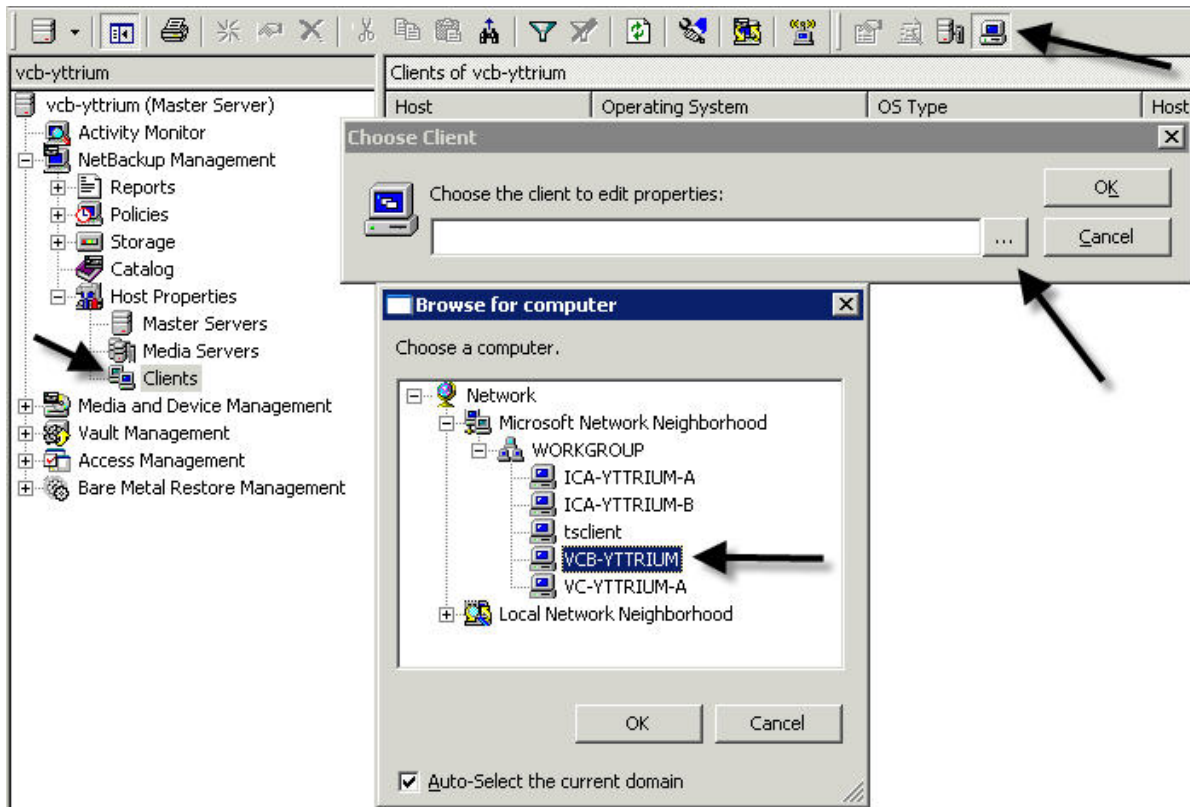 vcb-yttrium
Clients of vcb-yttrium
Host Operating System OS Type Host
vcb-yttrium (Master Server)
Activity Monitor
NetBackup Management
Reports
Policies
Storage
Catalog
Host Properties
Master Servers
Media Servers
Clients
Media and Device Management
Vault Management
Access Management
Bare Metal Restore Management
Choose Client
Choose the client to edit properties:
...
OK
Cancel
Browse for computer
Choose a computer.
Network
Microsoft Network Neighborhood
WORKGROUP
ICA-YTTRIUM-A
ICA-YTTRIUM-B
tsclient
VCB-YTTRIUM
VC-YTTRIUM-A
Local Network Neighborhood
OK Cancel
Auto-Select the current domain